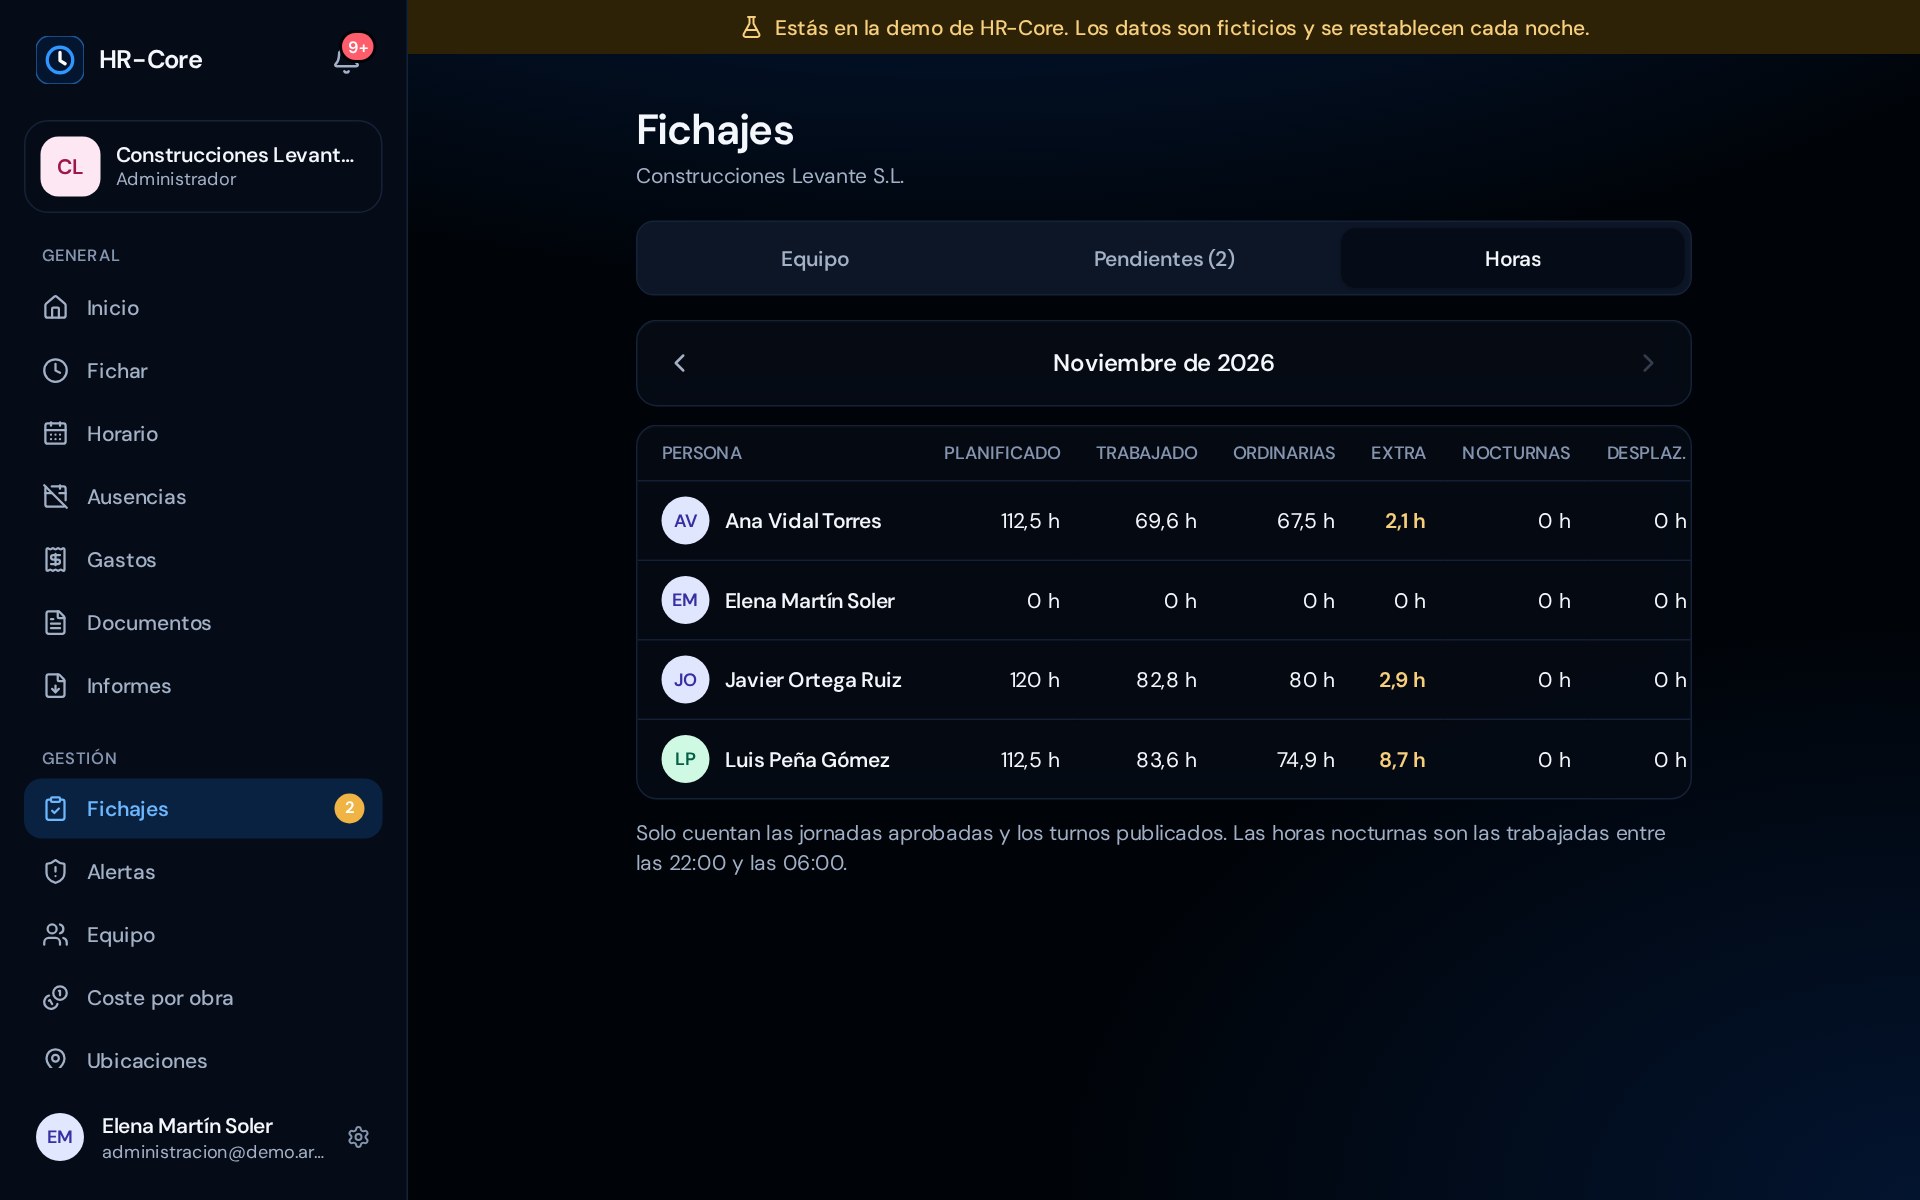 HR-Core
9+
CL
Construcciones Levant...
Administrador
GENERAL
Inicio
Fichar
Horario
Ausencias
Gastos
Documentos
Informes
GESTIÓN
Fichajes
2
Alertas
Equipo
Coste por obra
Ubicaciones
EM
Elena Martín Soler
administracion@demo.ar...
Estás en la demo de HR-Core. Los datos son ficticios y se restablecen cada noche.
Fichajes
Construcciones Levante S.L.
Equipo Pendientes (2) Horas
Noviembre de 2026
PERSONA PLANIFICADO TRABAJADO ORDINARIAS EXTRA NOCTURNAS DESPLAZ.
AV Ana Vidal Torres 112,5 h 69,6 h 67,5 h 2,1 h 0 h 0 h
EM Elena Martín Soler 0 h 0 h 0 h 0 h 0 h 0 h
JO Javier Ortega Ruiz 120 h 82,8 h 80 h 2,9 h 0 h 0 h
LP Luis Peña Gómez 112,5 h 83,6 h 74,9 h 8,7 h 0 h 0 h
Solo cuentan las jornadas aprobadas y los turnos publicados. Las horas nocturnas son las trabajadas entre
las 22:00 y las 06:00.